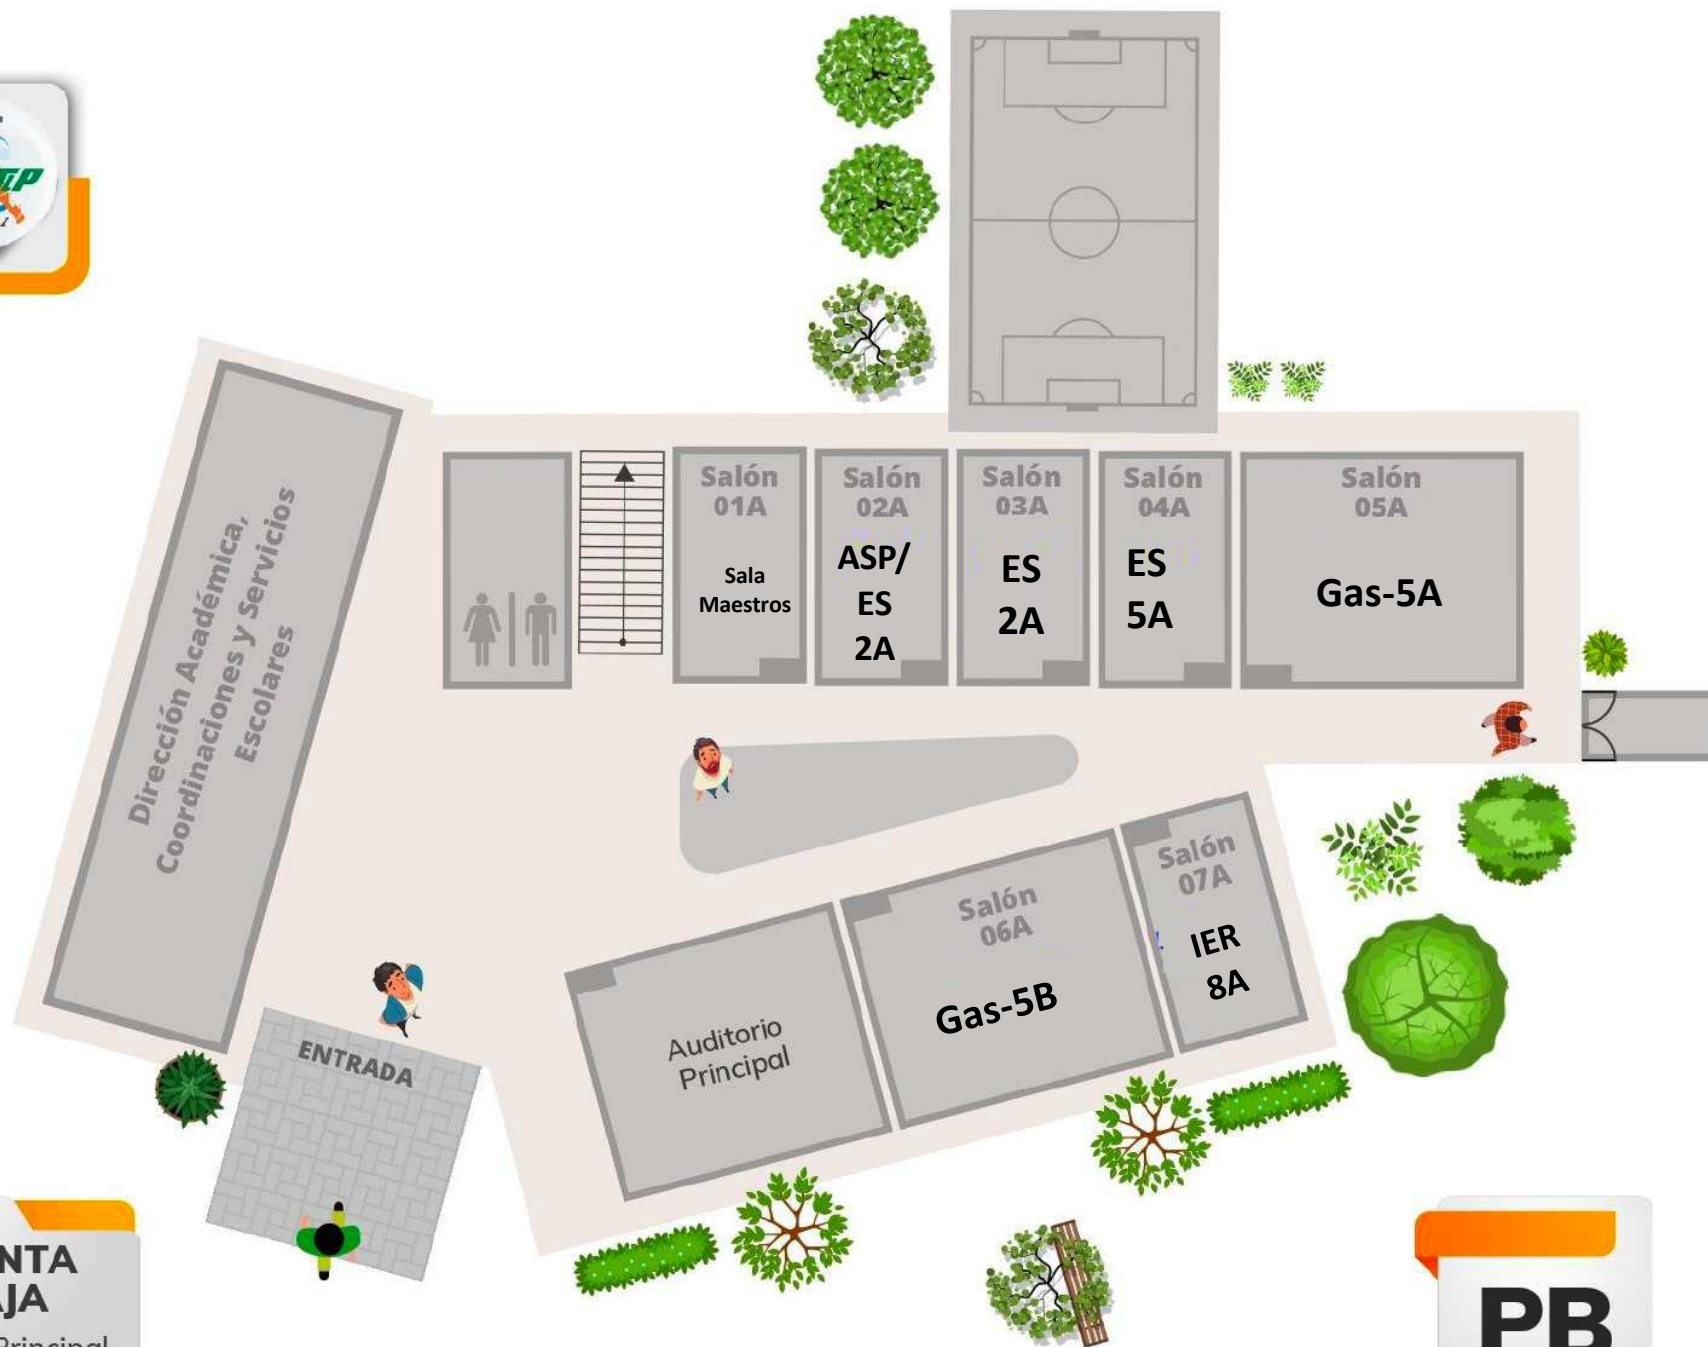 Dirección Académica,
Coordinaciones y Servicios
Escolares
Salón
01A
Sala
Maestros
Salón
02A
ASP/
ES
2A
Salón
03A
ES
2A
Salón
04A
ES
5A
Salón
05A
Gas-5A
Salón
06A
Gas-5B
Salón
07A
IER
8A
Auditorio
Principal
ENTRADA
NTA
AJA
Principal
PB